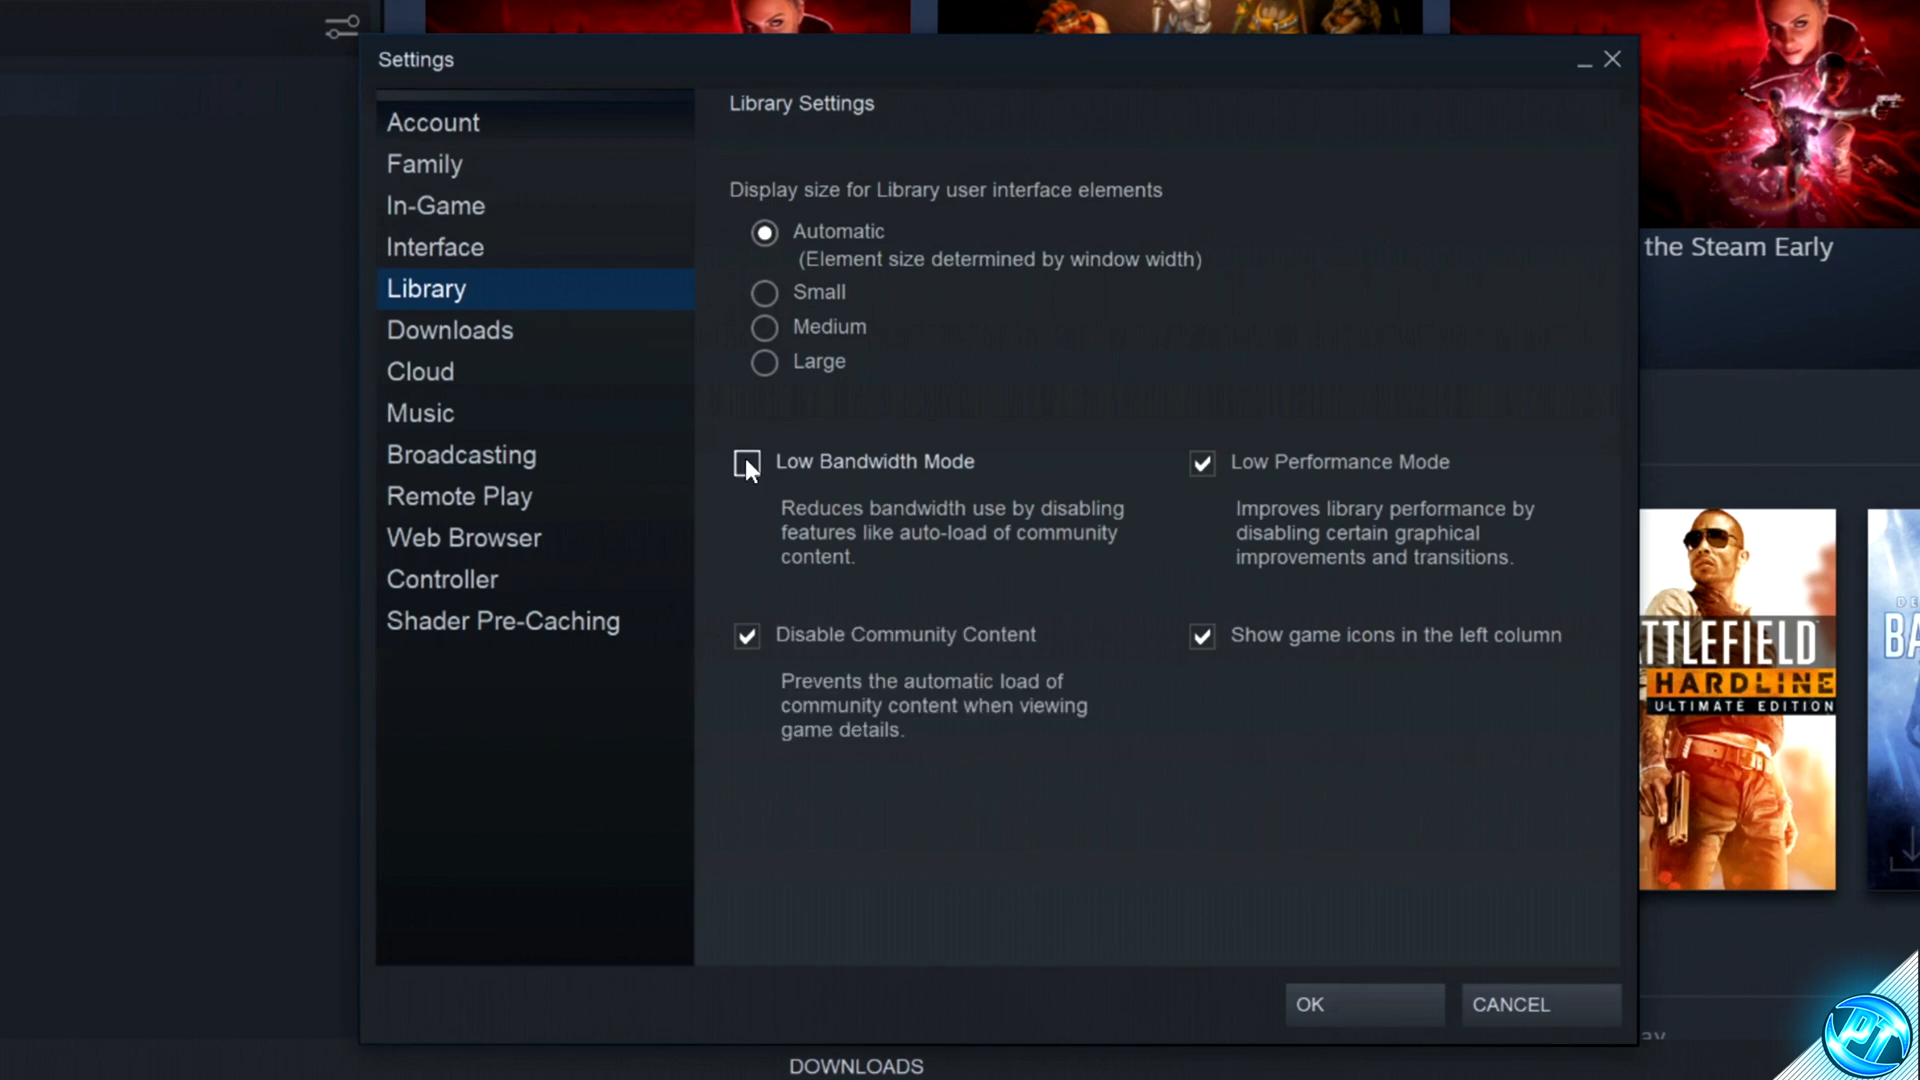 Settings
Account
Family
In-Game
Interface
Library
Downloads
Cloud
Music
Broadcasting
Remote Play
Web Browser
Controller
Shader Pre-Caching
Library Settings
Display size for Library user interface elements
Automatic
(Element size determined by window width)
Small
Medium
Large
Low Bandwidth Mode
Reduces bandwidth use by disabling
features like auto-load of community
content.
Low Performance Mode
Improves library performance by
disabling certain graphical
improvements and transitions.
Disable Community Content
Prevents the automatic load of
community content when viewing
game details.
Show game icons in the left column
OK
CANCEL
the Steam Early
TTLEFIELD
HARDLINE
ULTIMATE EDITION
DE
BA
DOWNLOADS
PT